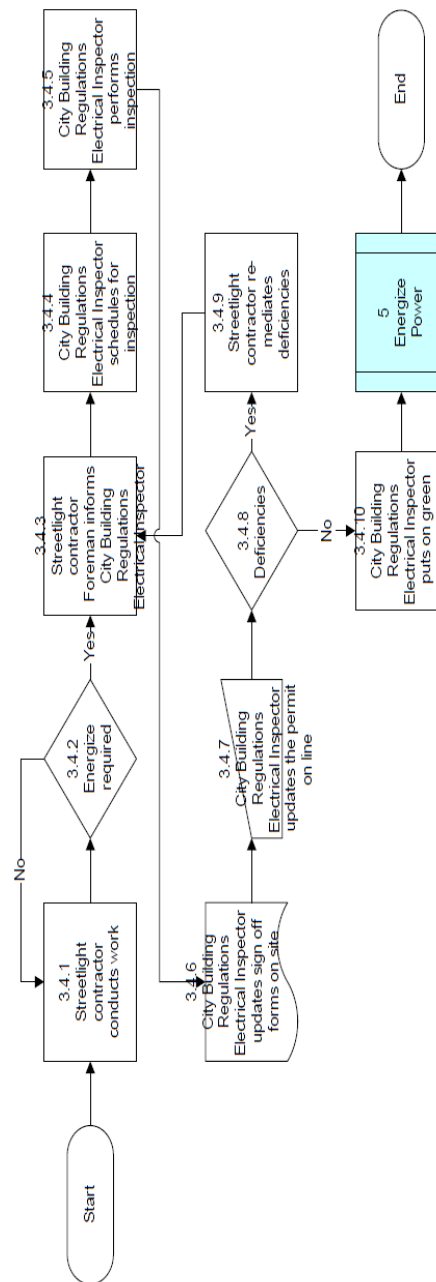 Start
3.4.1
Streetlight
contractor
conducts work
No
3.4.2
Energize
required
Yes
3.4.3
Streetlight
contractor
Foreman informs
City Building
Regulations
Electrical Inspector
3.4.4
City Building
Regulations
Electrical Inspector
schedules for
inspection
3.4.5
City Building
Regulations
Electrical Inspector
performs
inspection
3.4.6
City Building
Regulations
Electrical Inspector
updates sign off
forms on site
3.4.7
City Building
Regulations
Electrical Inspector
updates the permit
on line
3.4.8
Deficiencies
Yes
3.4.9
Streetlight
contractor re-
mediates
deficiencies
No
3.4.10
City Building
Regulations
Electrical Inspector
puts on green
5
Energize
Power
End